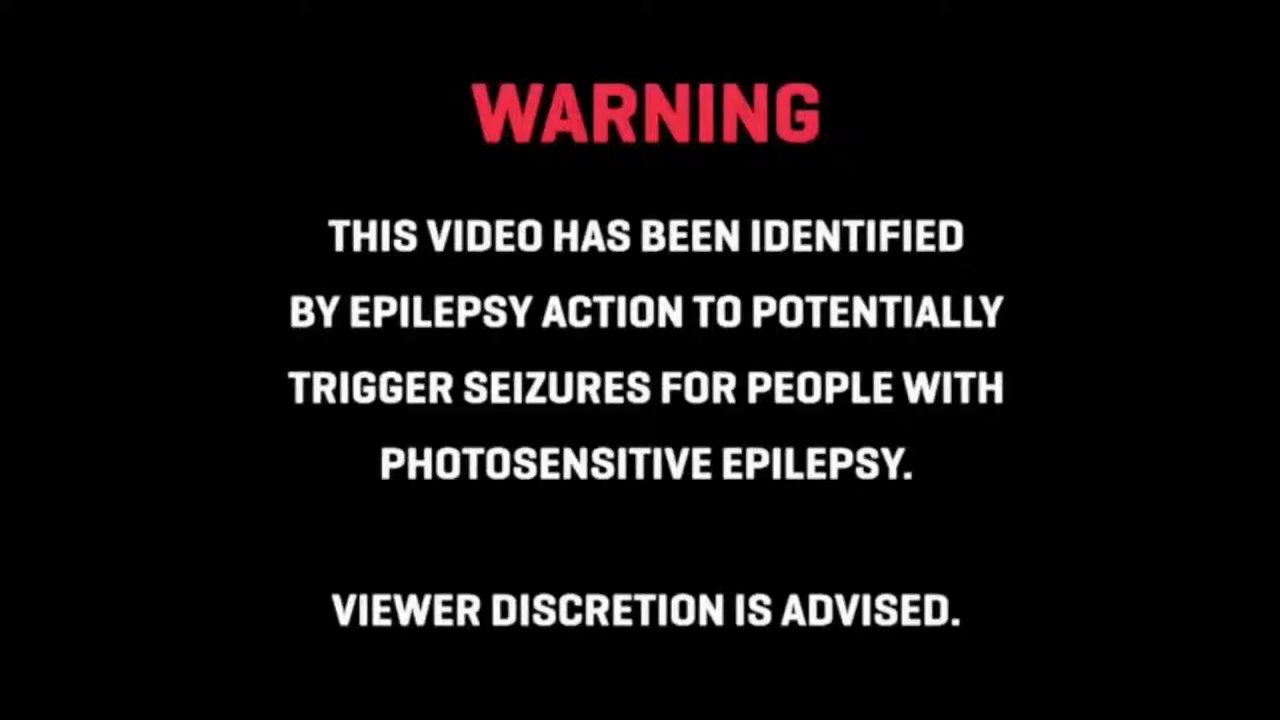 WARNING
THIS VIDEO HAS BEEN IDENTIFIED
BY EPILEPSY ACTION TO POTENTIALLY
TRIGGER SEIZURES FOR PEOPLE WITH
PHOTOSENSITIVE EPILEPSY.
VIEWER DISCRETION IS ADVISED.